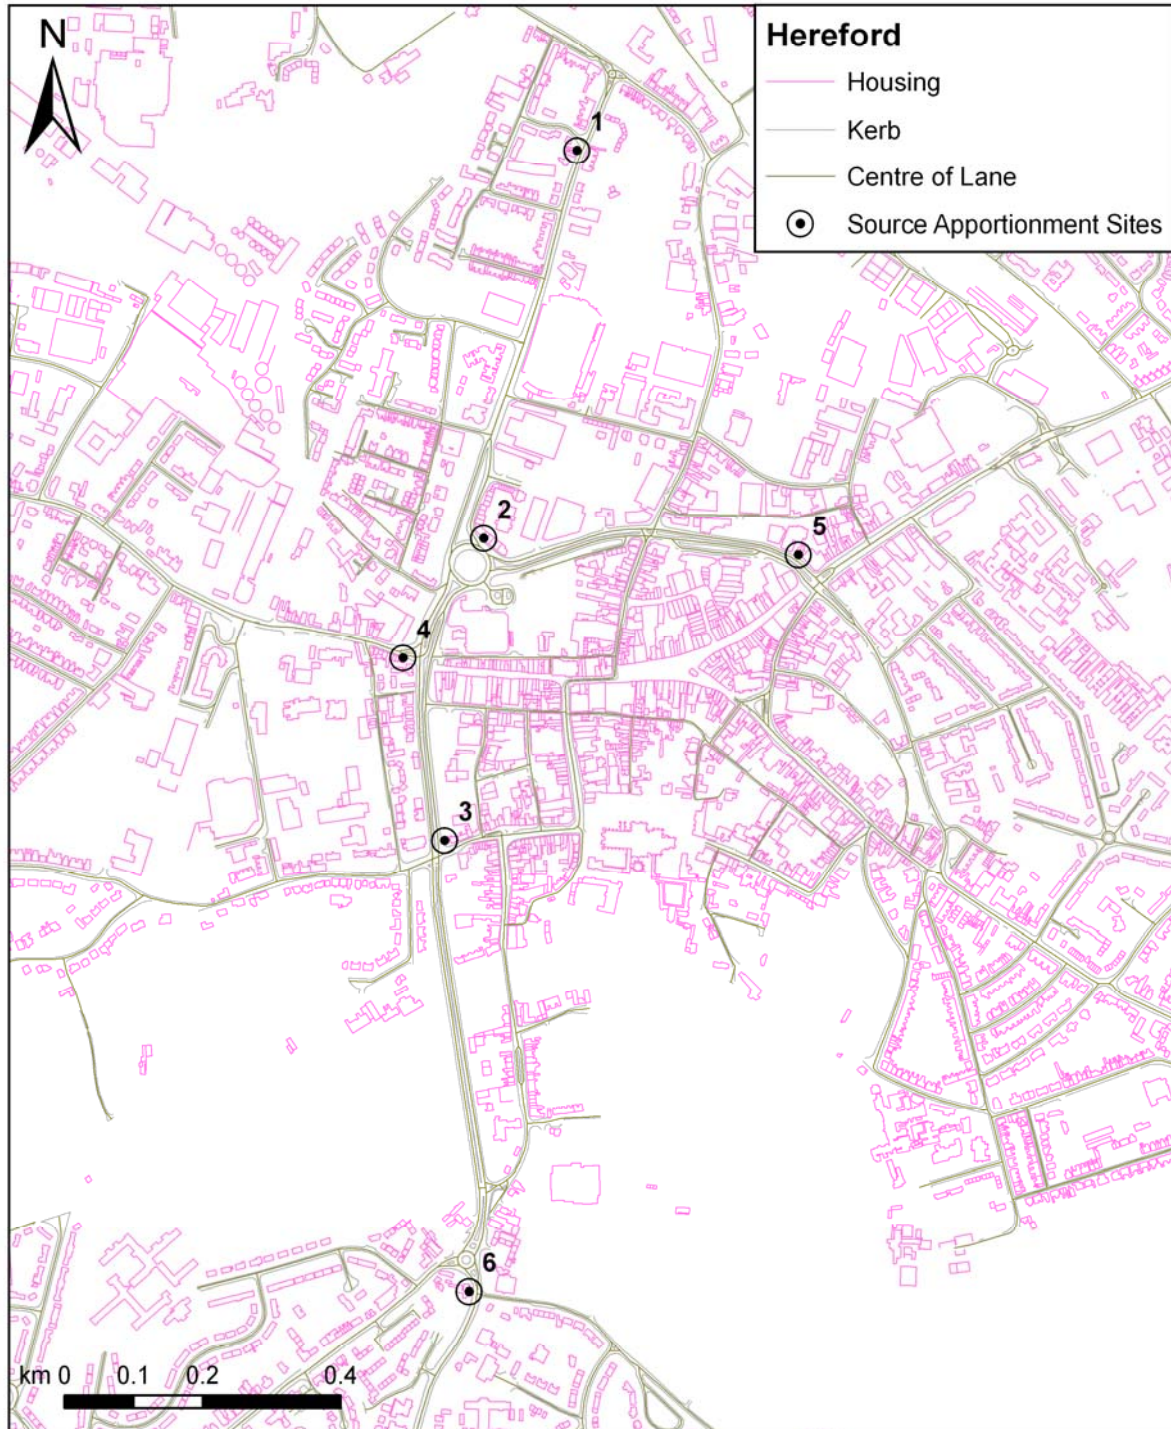 N
Hereford
Housing
Kerb
Centre of Lane
Source Apportionment Sites
1
2
5
4
3
6
km 0 0.1 0.2 0.4